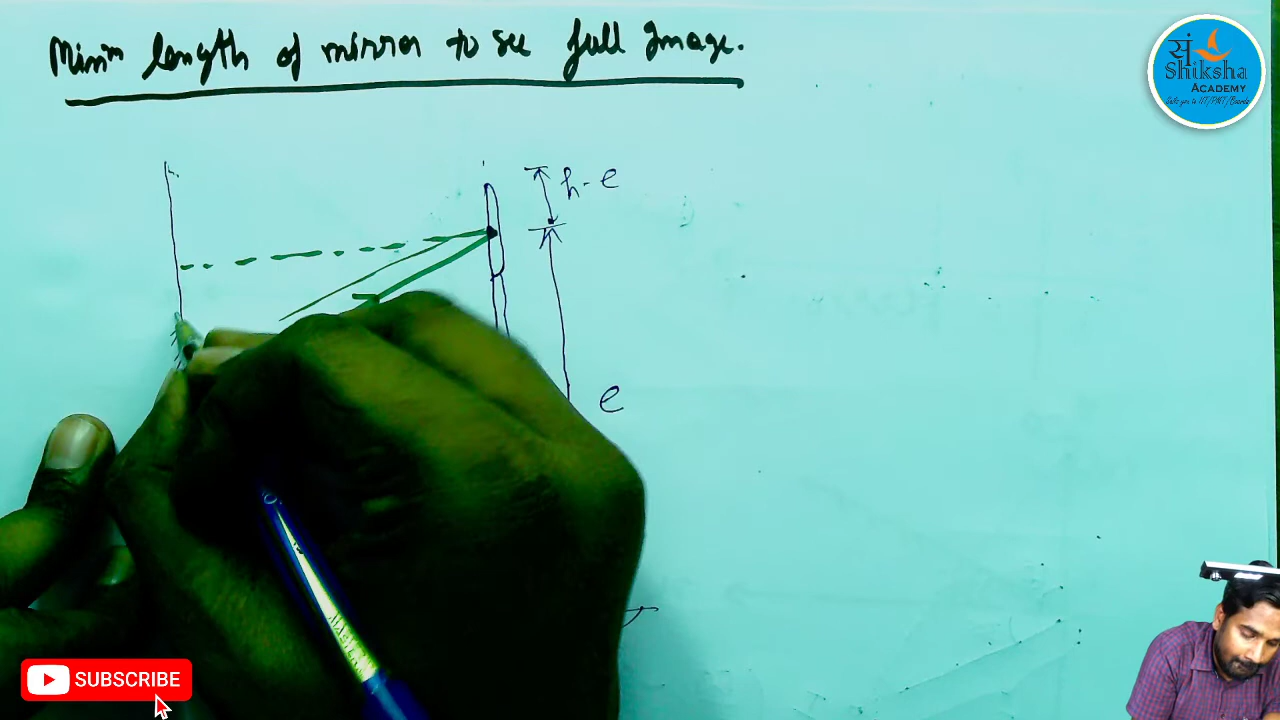 Minᵐ length of mirror to see full Image.
सं
Shiksha
ACADEMY
h-e
e
SUBSCRIBE